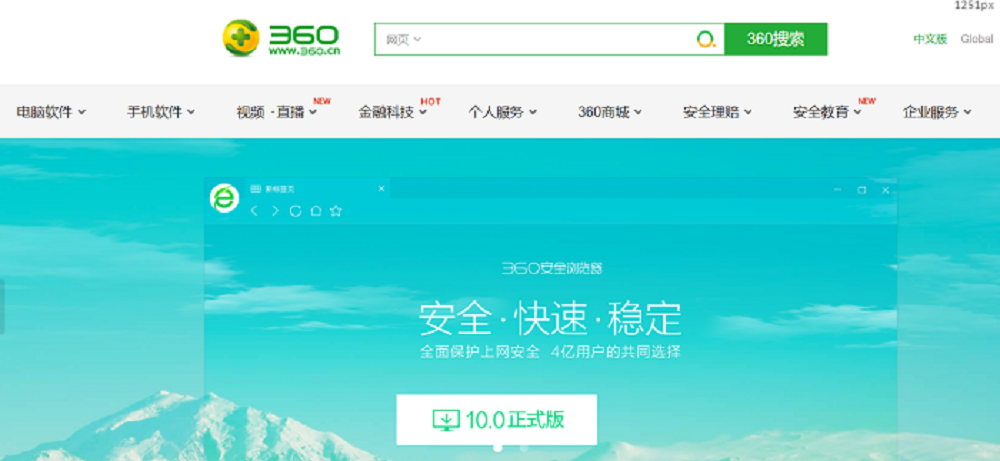 1251px
360
www.360.cn
网页
360搜索
中文版 Global
电脑软件 手机软件 视频·直播 NEW 金融科技 HOT 个人服务 360商城 安全理赔 安全教育 NEW 企业服务
新标签页
360安全浏览器
安全·快速·稳定
全面保护上网安全 4亿用户的共同选择
10.0正式版